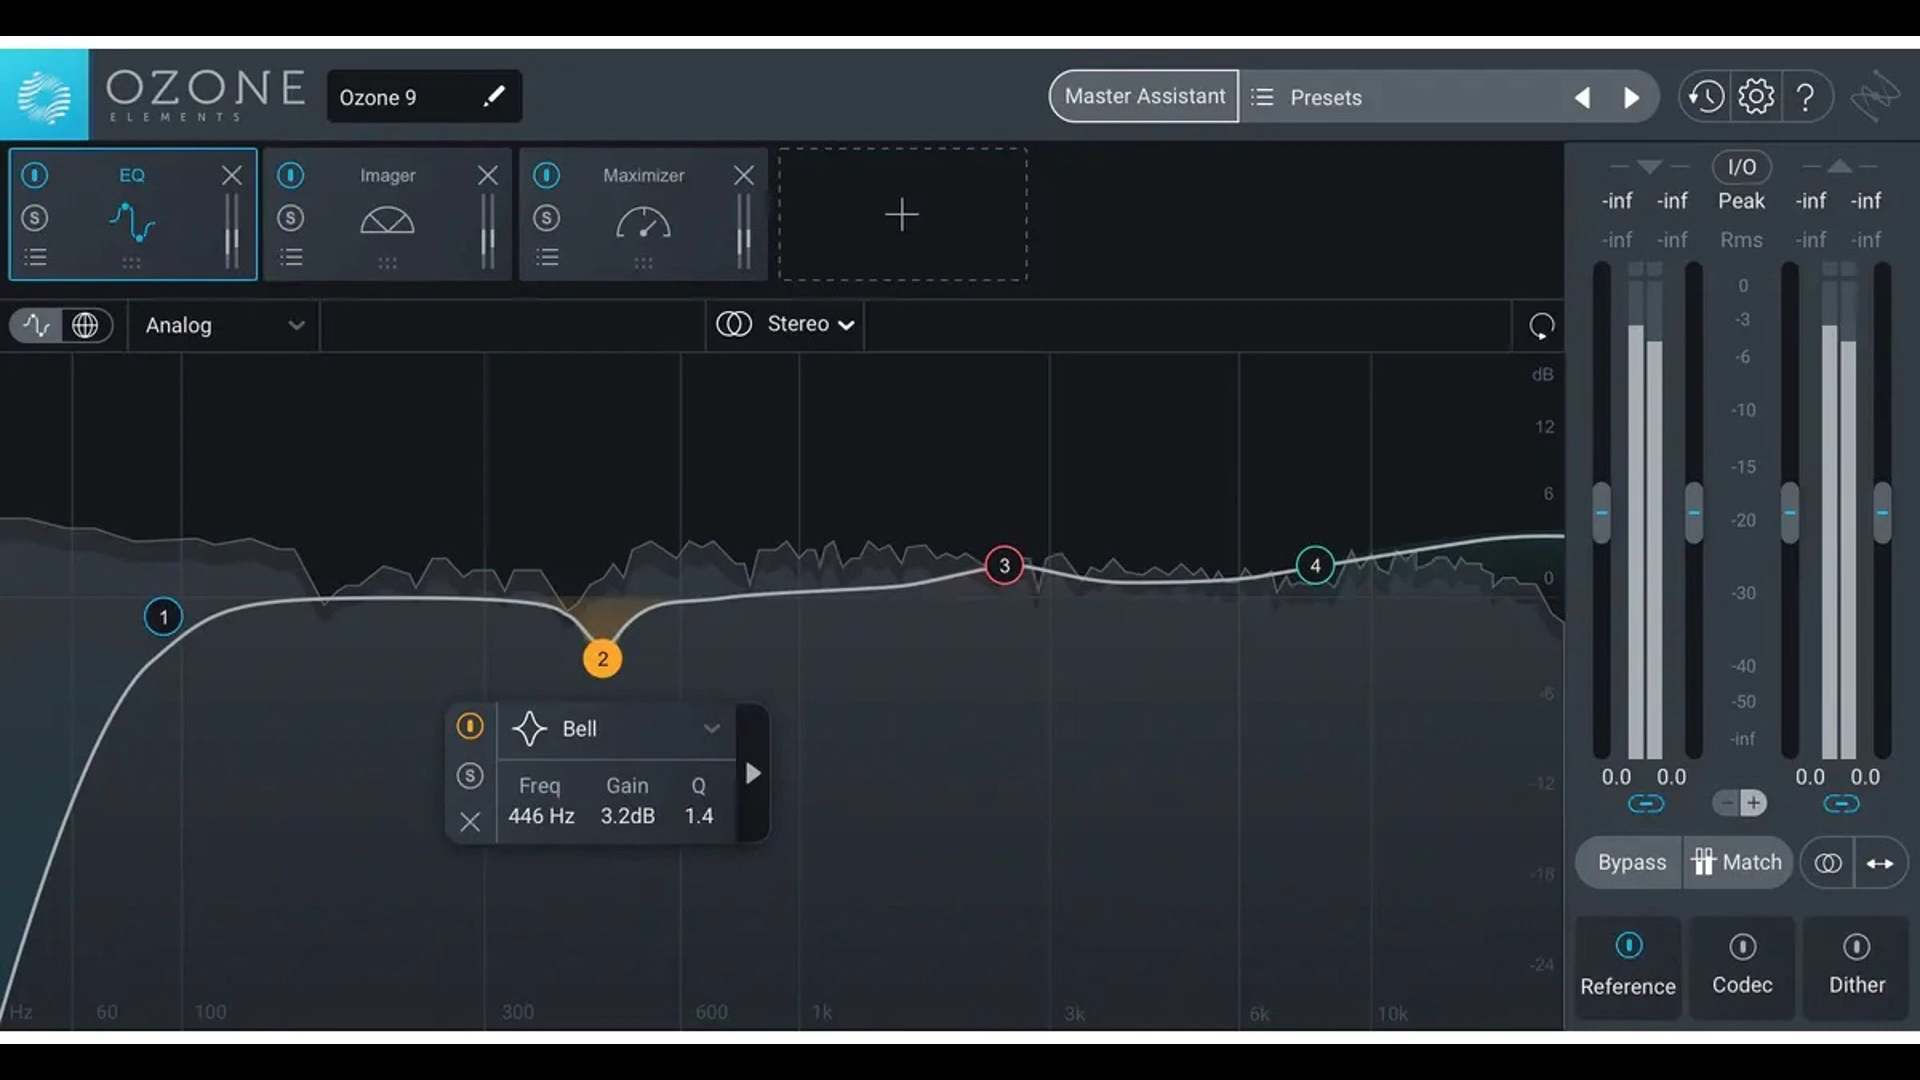 OZONE
ELEMENTS
Ozone 9
Master Assistant
Presets
?
EQ
Imager
Maximizer
S
S
S
Analog
Stereo
I/O
-inf -inf Peak -inf -inf
-inf -inf Rms -inf -inf
0
-3
-6
-10
-15
-20
-30
-40
-50
-inf
0.0 0.0 0.0 0.0
dB
12
6
0
-6
-12
-18
-24
1
2
3
4
Bell
S
Freq Gain Q
446 Hz 3.2dB 1.4
Hz 60 100 300 600 1k 3k 6k 10k
Bypass
Match
Reference
Codec
Dither